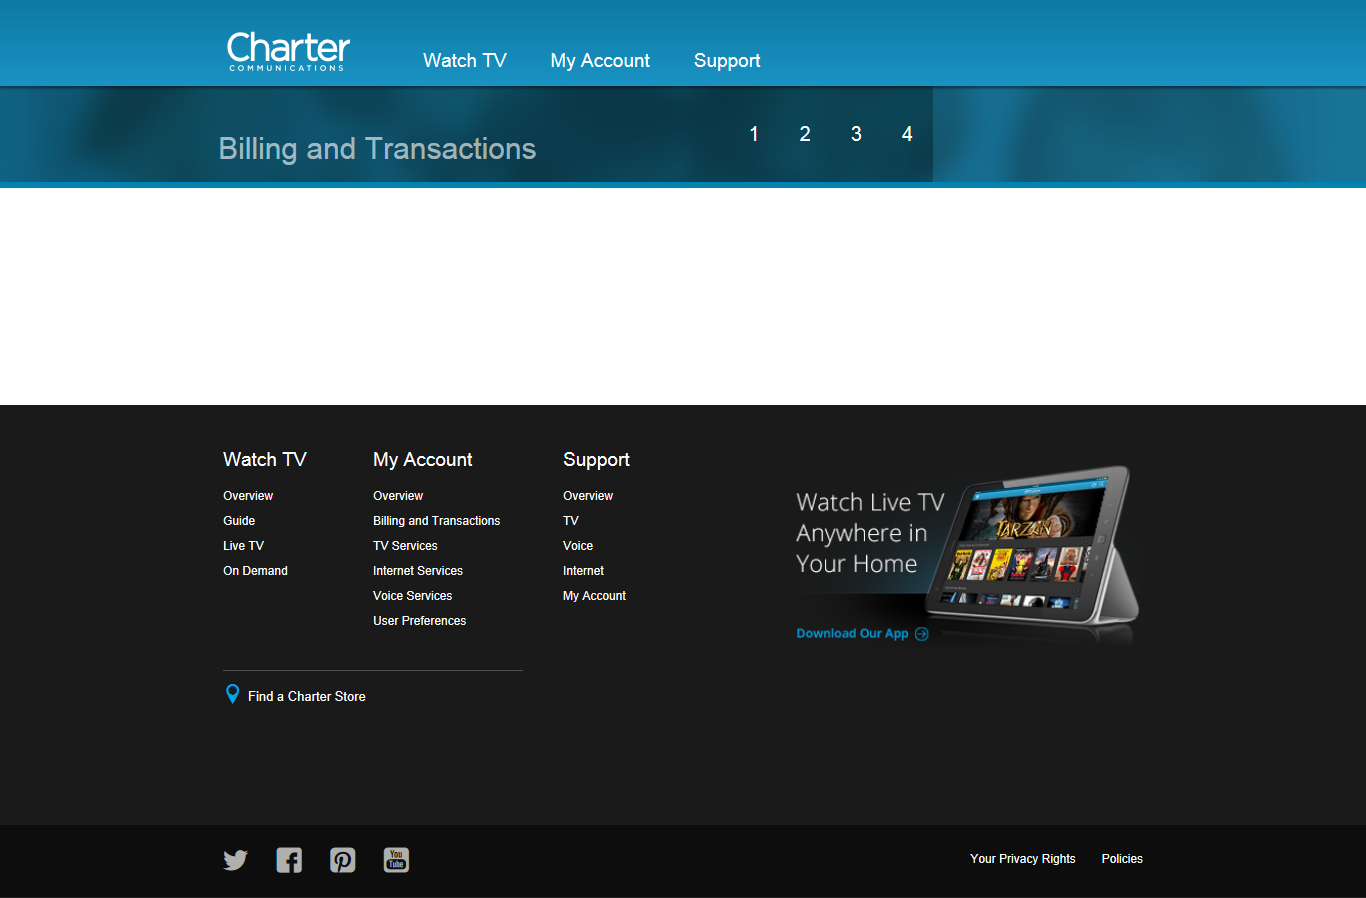 Charter
COMMUNICATIONS
Watch TV
My Account
Support
Billing and Transactions
1
2
3
4
Watch TV
Overview
Guide
Live TV
On Demand
My Account
Overview
Billing and Transactions
TV Services
Internet Services
Voice Services
User Preferences
Support
Overview
TV
Voice
Internet
My Account
Watch Live TV
Anywhere in
Your Home
Download Our App
TARZAN
Find a Charter Store
You
Tube
Your Privacy Rights
Policies